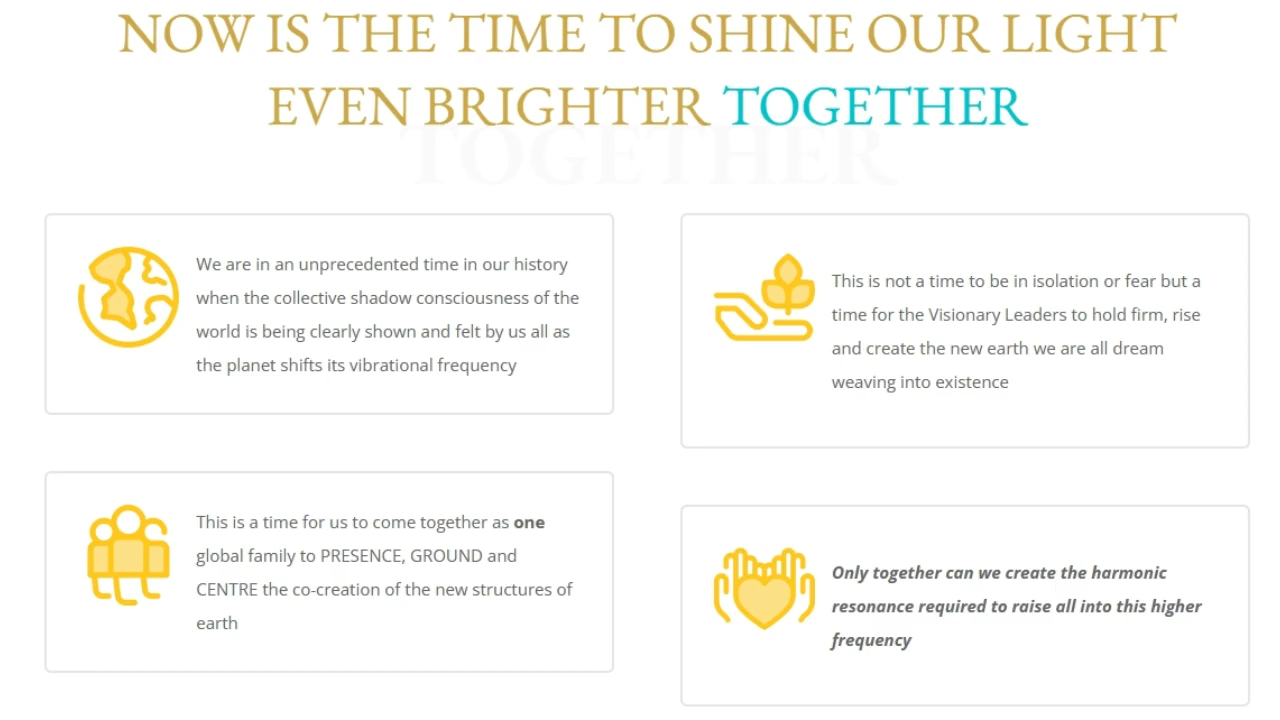 NOW IS THE TIME TO SHINE OUR LIGHT
EVEN BRIGHTER TOGETHER
TOGETHER
We are in an unprecedented time in our history
when the collective shadow consciousness of the
world is being clearly shown and felt by us all as
the planet shifts its vibrational frequency
This is not a time to be in isolation or fear but a
time for the Visionary Leaders to hold firm, rise
and create the new earth we are all dream
weaving into existence
This is a time for us to come together as one
global family to PRESENCE, GROUND and
CENTRE the co-creation of the new structures of
earth
Only together can we create the harmonic
resonance required to raise all into this higher
frequency